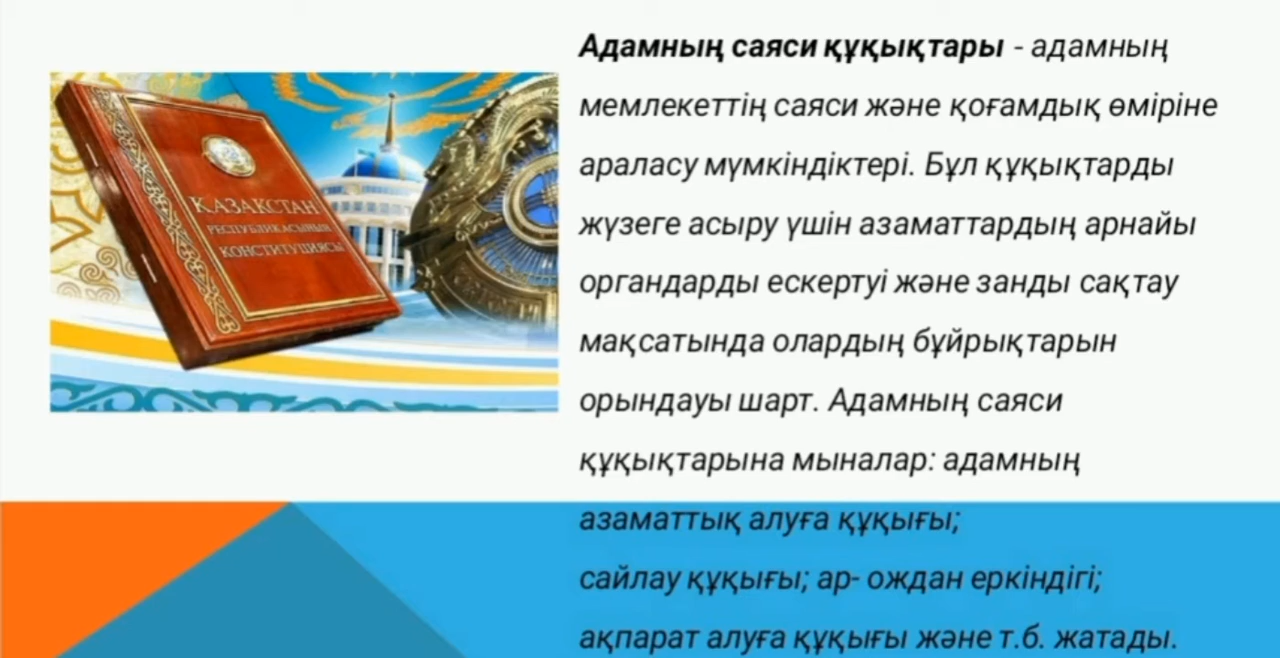 Адамның саяси құқықтары - адамның
мемлекеттің саяси және қоғамдық өміріне
араласу мүмкіндіктері. Бұл құқықтарды
жүзеге асыру үшін азаматтардың арнайы
органдарды ескертуі және занды сақтау
мақсатында олардың бұйрықтарын
орындауы шарт. Адамның саяси
құқықтарына мыналар: адамның
азаматтық алуға құқығы;
сайлау құқығы; ар- ождан еркіндігі;
ақпарат алуға құқығы және т.б. жатады.
ҚАЗАҚСТАН
РЕСПУБЛИКАСЫНЫҢ
КОНСТИТУЦИЯСЫ